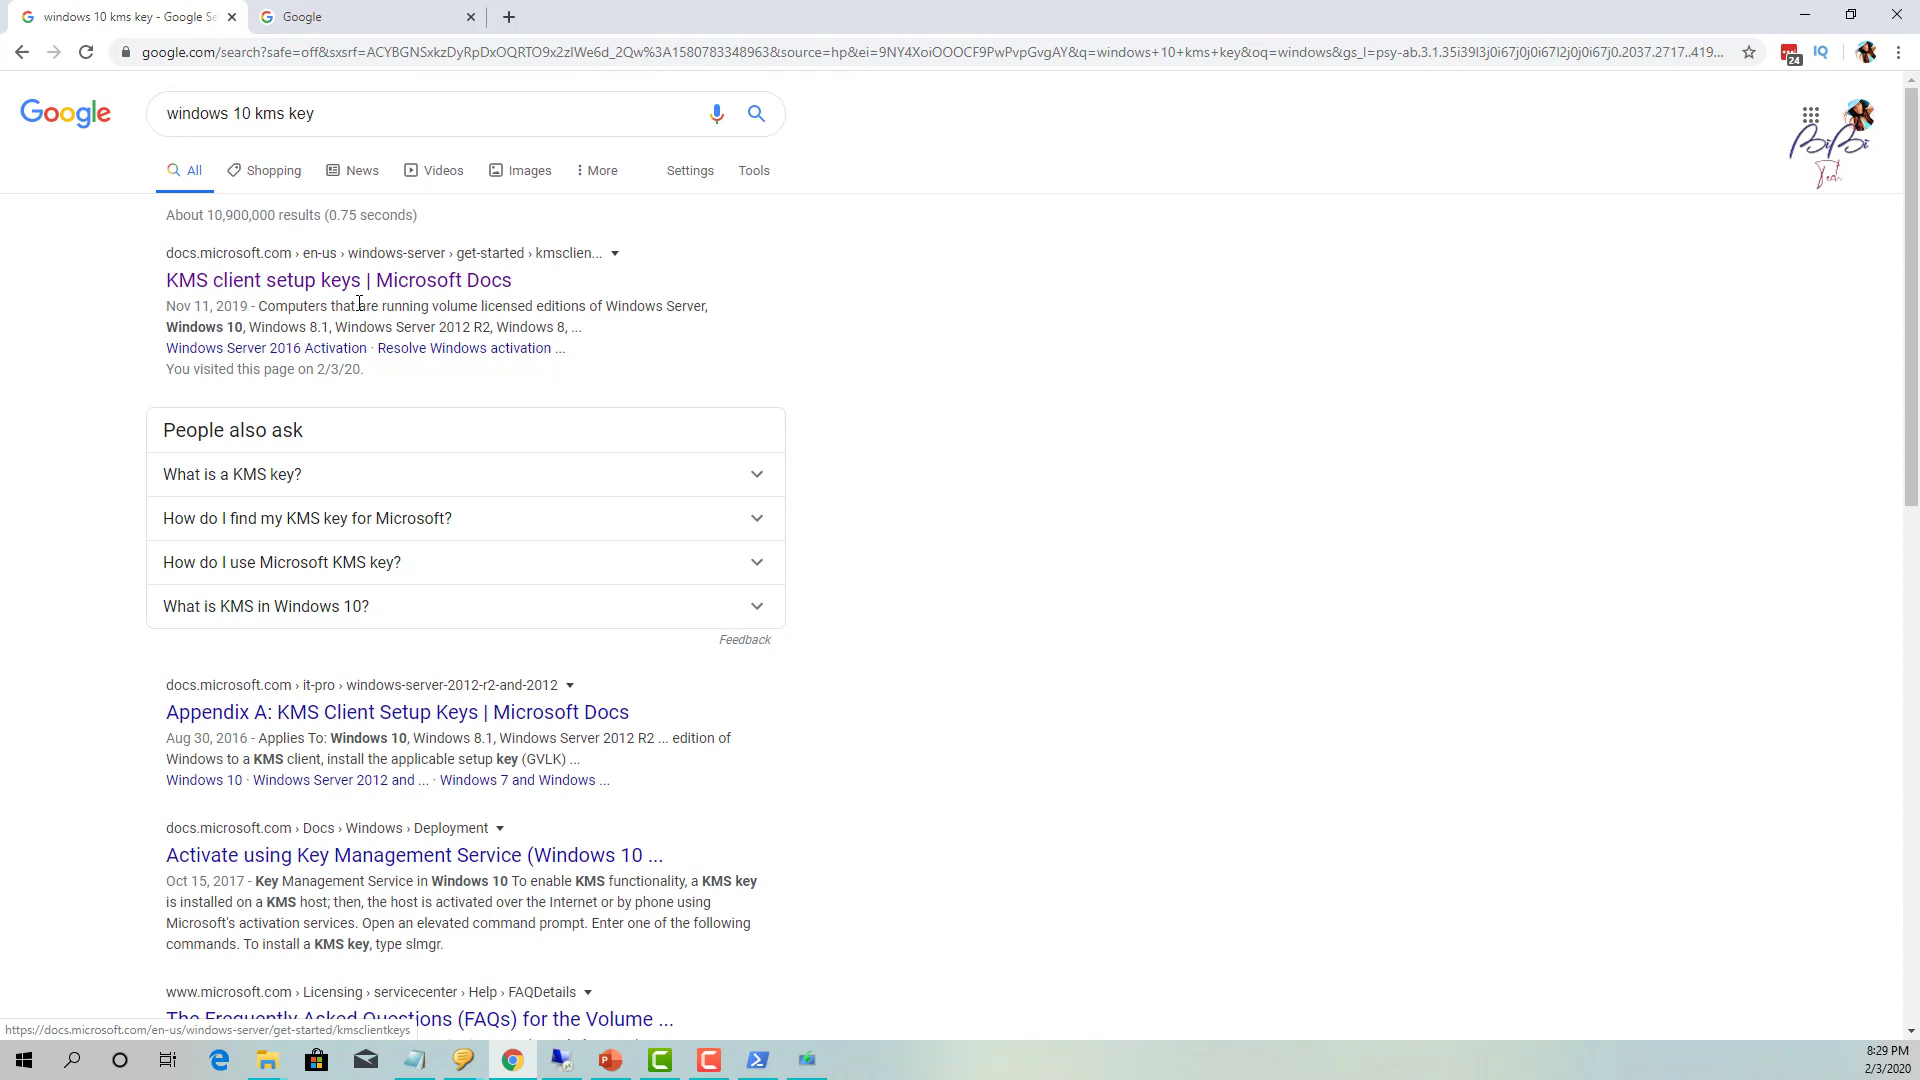 windows 10 kms key - Google Se
Google
google.com/search?safe=off&sxsrf=ACYBGNSxkzDyRpDxOQRTO9x2zIWe6d_2Qw%3A1580783348963&source=hp&ei=9NY4XoiOOOCF9PwPvpGvgAY&q=windows+10+kms+key&oq=windows&gs_l=psy-ab.3.1.35i39l3j0i67j0j0i67l2j0j0i67j0.2037.2717..419...
24
IQ
Google
windows 10 kms key
BiBi
Tech
All
Shopping
News
Videos
Images
More
Settings
Tools
About 10,900,000 results (0.75 seconds)
docs.microsoft.com › en-us › windows-server › get-started › kmsclien...
KMS client setup keys | Microsoft Docs
Nov 11, 2019 - Computers that are running volume licensed editions of Windows Server,
Windows 10, Windows 8.1, Windows Server 2012 R2, Windows 8, ...
Windows Server 2016 Activation · Resolve Windows activation ...
You visited this page on 2/3/20.
People also ask
What is a KMS key?
How do I find my KMS key for Microsoft?
How do I use Microsoft KMS key?
What is KMS in Windows 10?
Feedback
docs.microsoft.com › it-pro › windows-server-2012-r2-and-2012
Appendix A: KMS Client Setup Keys | Microsoft Docs
Aug 30, 2016 - Applies To: Windows 10, Windows 8.1, Windows Server 2012 R2 ... edition of
Windows to a KMS client, install the applicable setup key (GVLK) ...
Windows 10 · Windows Server 2012 and ... · Windows 7 and Windows ...
docs.microsoft.com › Docs › Windows › Deployment
Activate using Key Management Service (Windows 10 ...
Oct 15, 2017 - Key Management Service in Windows 10 To enable KMS functionality, a KMS key
is installed on a KMS host; then, the host is activated over the Internet or by phone using
Microsoft's activation services. Open an elevated command prompt. Enter one of the following
commands. To install a KMS key, type slmgr.
www.microsoft.com › Licensing › servicecenter › Help › FAQDetails
The Frequently Asked Questions (FAQs) for the Volume ...
https://docs.microsoft.com/en-us/windows-server/get-started/kmsclientkeys
8:29 PM
2/3/2020